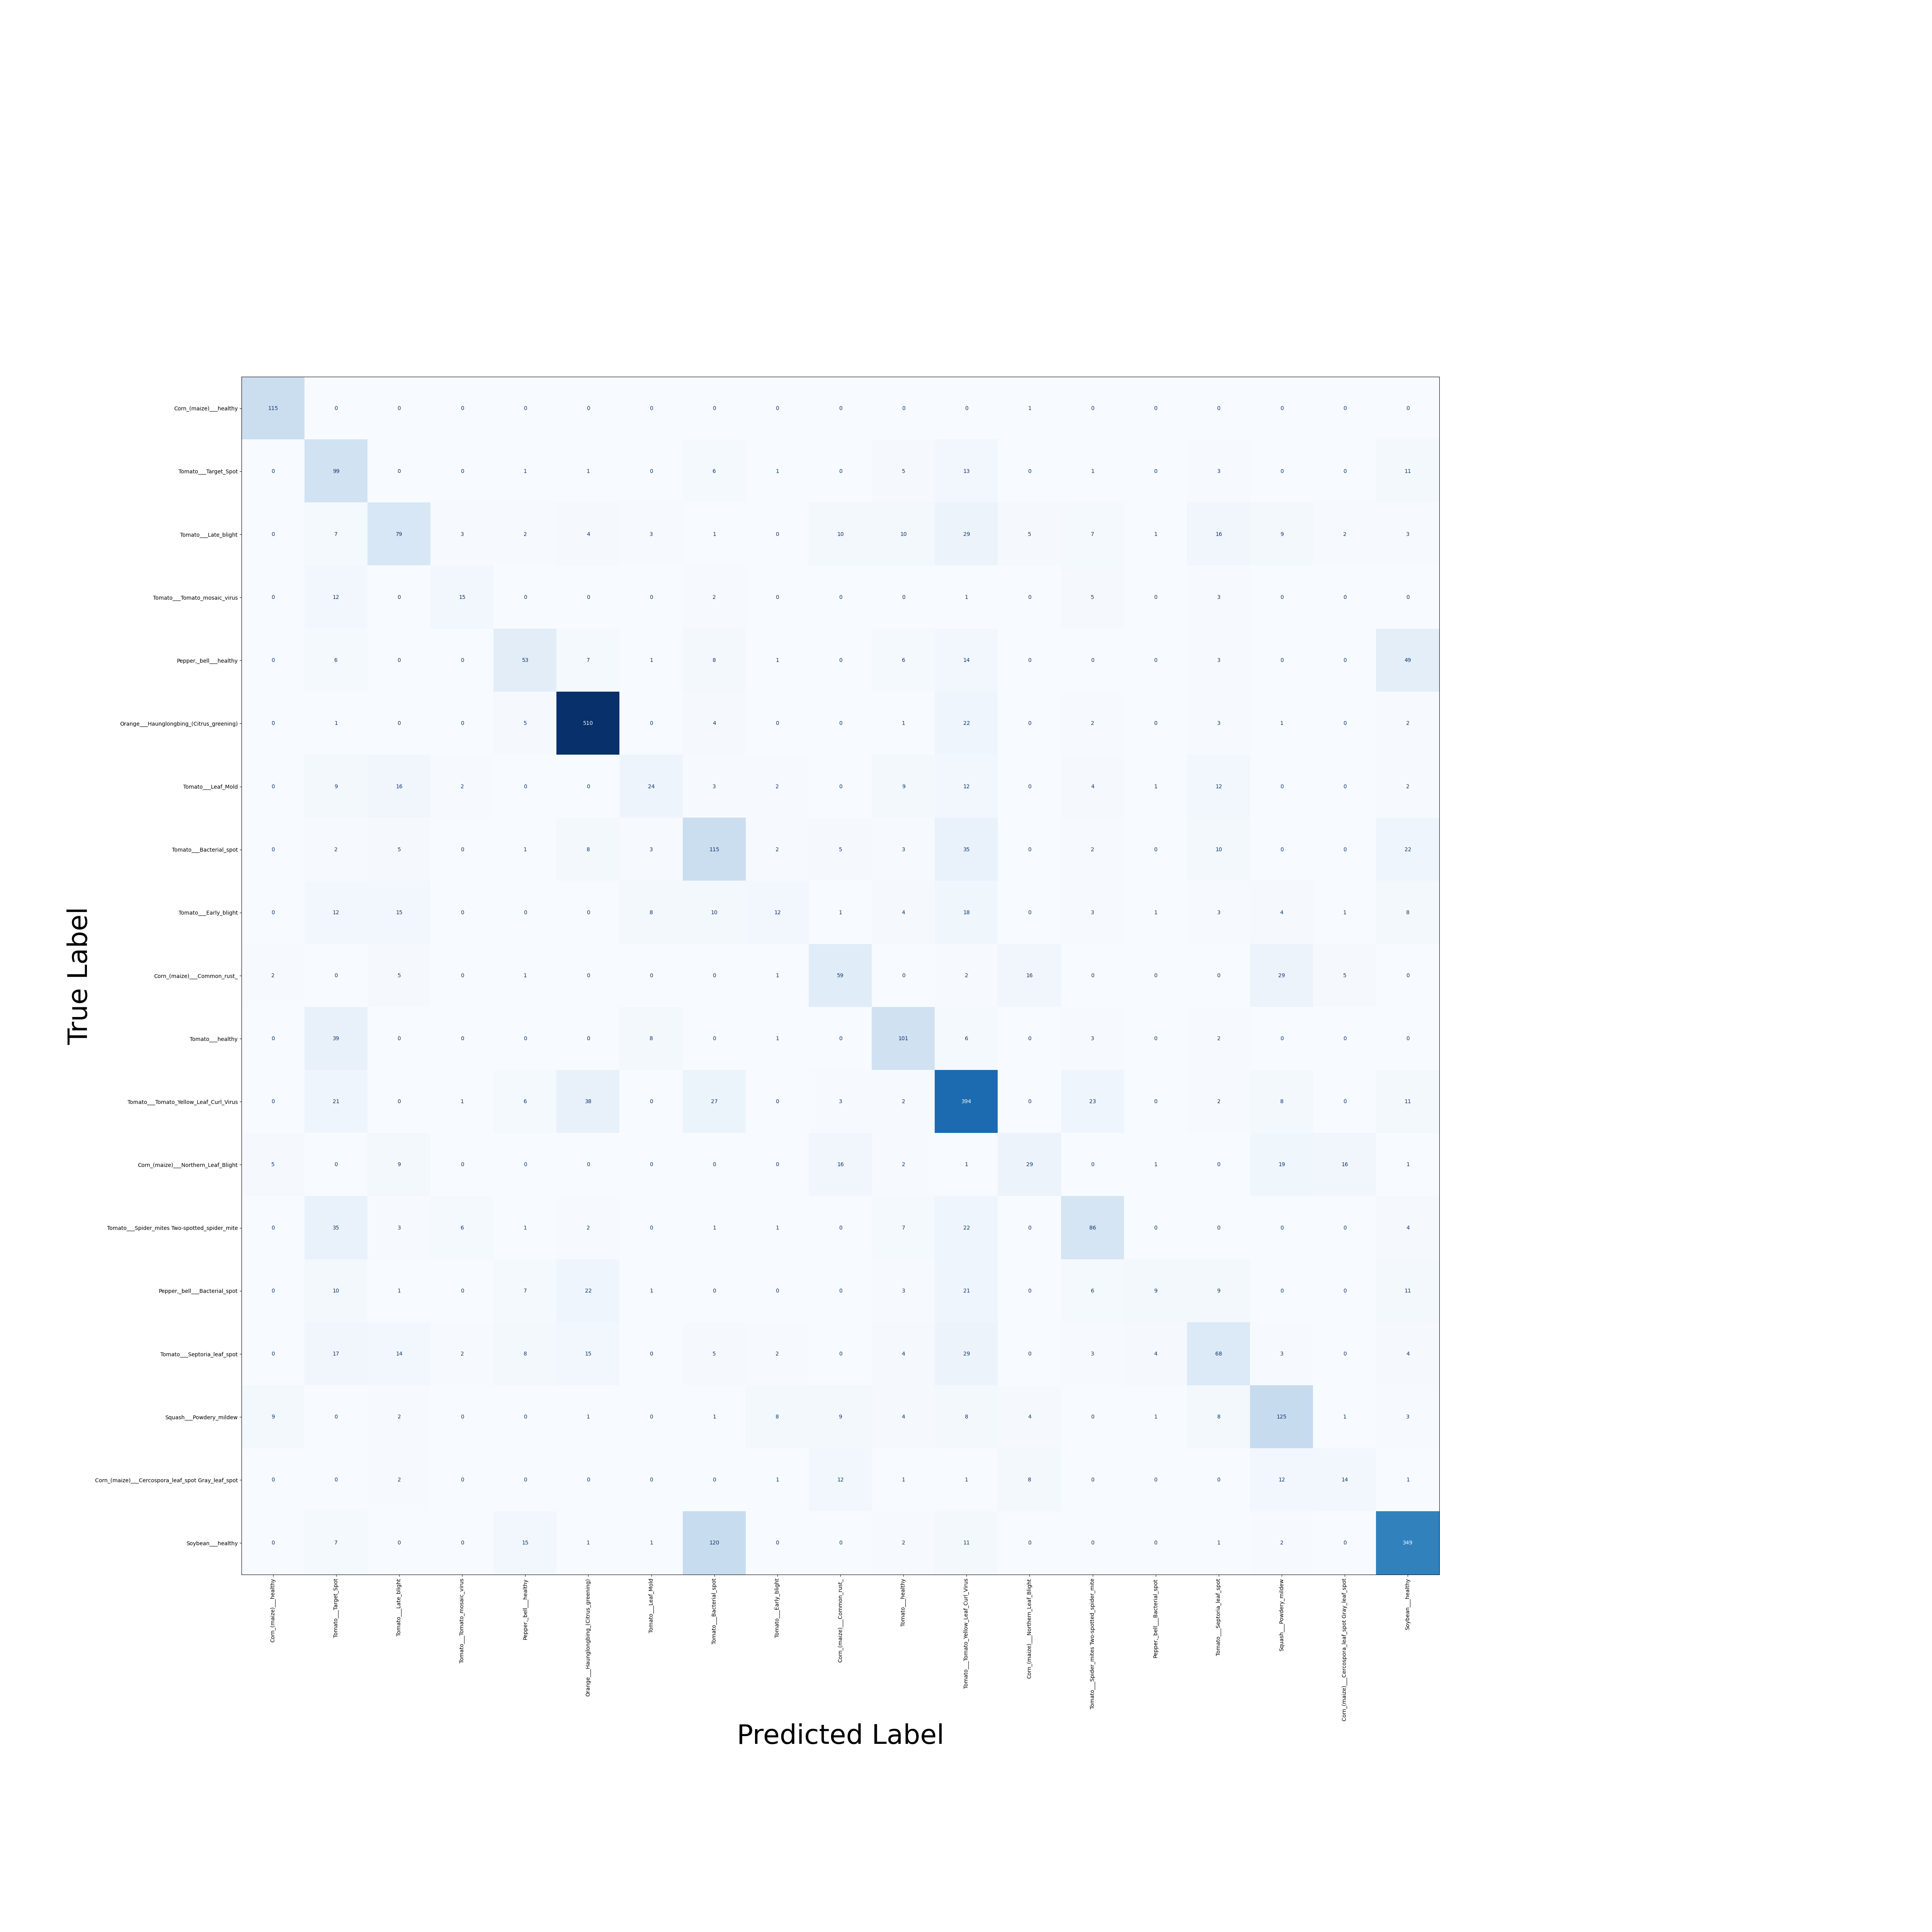 Corn_(maize)___healthy 115 0 0 0 0 0 0 0 0 0 0 0 1 0 0 0 0 0 0
Tomato___Target_Spot 0 99 0 0 1 1 0 6 1 0 5 13 0 1 0 3 0 0 11
Tomato___Late_blight 0 7 79 3 2 4 3 1 0 10 10 29 5 7 1 16 9 2 3
Tomato___Tomato_mosaic_virus 0 12 0 15 0 0 0 2 0 0 0 1 0 5 0 3 0 0 0
Pepper,_bell___healthy 0 6 0 0 53 7 1 8 1 0 6 14 0 0 0 3 0 0 49
Orange___Haunglongbing_(Citrus_greening) 0 1 0 0 5 510 0 4 0 0 1 22 0 2 0 3 1 0 2
Tomato___Leaf_Mold 0 9 16 2 0 0 24 3 2 0 9 12 0 4 1 12 0 0 2
Tomato___Bacterial_spot 0 2 5 0 1 8 3 115 2 5 3 35 0 2 0 10 0 0 22
Tomato___Early_blight 0 12 15 0 0 0 8 10 12 1 4 18 0 3 1 3 4 1 8
Corn_(maize)___Common_rust_ 2 0 5 0 1 0 0 0 1 59 0 2 16 0 0 0 29 5 0
Tomato___healthy 0 39 0 0 0 0 8 0 1 0 101 6 0 3 0 2 0 0 0
Tomato___Tomato_Yellow_Leaf_Curl_Virus 0 21 0 1 6 38 0 27 0 3 2 394 0 23 0 2 8 0 11
Corn_(maize)___Northern_Leaf_Blight 5 0 9 0 0 0 0 0 0 16 2 1 29 0 1 0 19 16 1
Tomato___Spider_mites Two-spotted_spider_mite 0 35 3 6 1 2 0 1 1 0 7 22 0 86 0 0 0 0 4
Pepper,_bell___Bacterial_spot 0 10 1 0 7 22 1 0 0 0 3 21 0 6 9 9 0 0 11
Tomato___Septoria_leaf_spot 0 17 14 2 8 15 0 5 2 0 4 29 0 3 4 68 3 0 4
Squash___Powdery_mildew 9 0 2 0 0 1 0 1 8 9 4 8 4 0 1 8 125 1 3
Corn_(maize)___Cercospora_leaf_spot Gray_leaf_spot 0 0 2 0 0 0 0 0 1 12 1 1 8 0 0 0 12 14 1
Soybean___healthy 0 7 0 0 15 1 1 120 0 0 2 11 0 0 0 1 2 0 349
True Label
Corn_(maize)___healthy
Tomato___Target_Spot
Tomato___Late_blight
Tomato___Tomato_mosaic_virus
Pepper,_bell___healthy
Orange___Haunglongbing_(Citrus_greening)
Tomato___Leaf_Mold
Tomato___Bacterial_spot
Tomato___Early_blight
Corn_(maize)___Common_rust_
Tomato___healthy
Tomato___Tomato_Yellow_Leaf_Curl_Virus
Corn_(maize)___Northern_Leaf_Blight
Tomato___Spider_mites Two-spotted_spider_mite
Pepper,_bell___Bacterial_spot
Tomato___Septoria_leaf_spot
Squash___Powdery_mildew
Corn_(maize)___Cercospora_leaf_spot Gray_leaf_spot
Soybean___healthy
Predicted Label